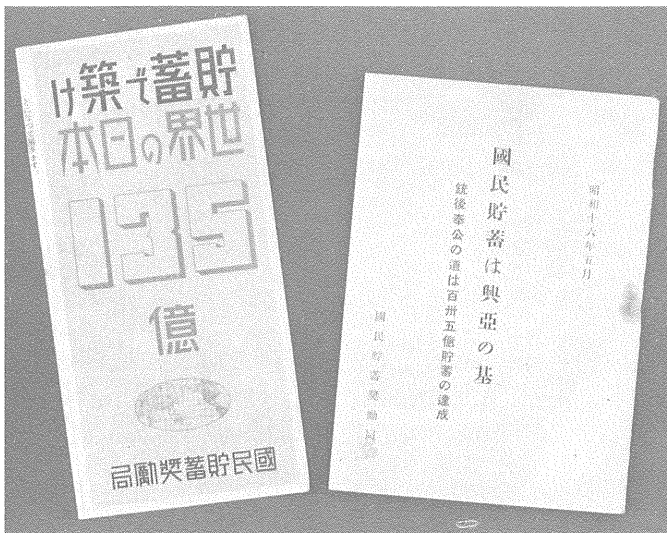 貯蓄で築け
世界の日本
135
億
國民貯蓄奬勵局
昭和十六年五月
國民貯蓄は興亞の基
銃後奉公の道は百卅五億貯蓄の達成
國民貯蓄奬勵局